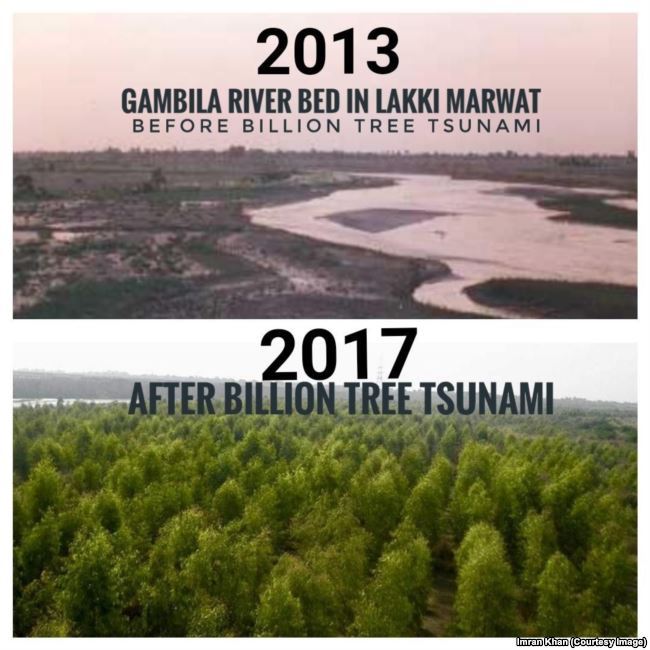 2013
GAMBILA RIVER BED IN LAKKI MARWAT
BEFORE BILLION TREE TSUNAMI
2017
AFTER BILLION TREE TSUNAMI
Imran Khan (Courtesy Image)